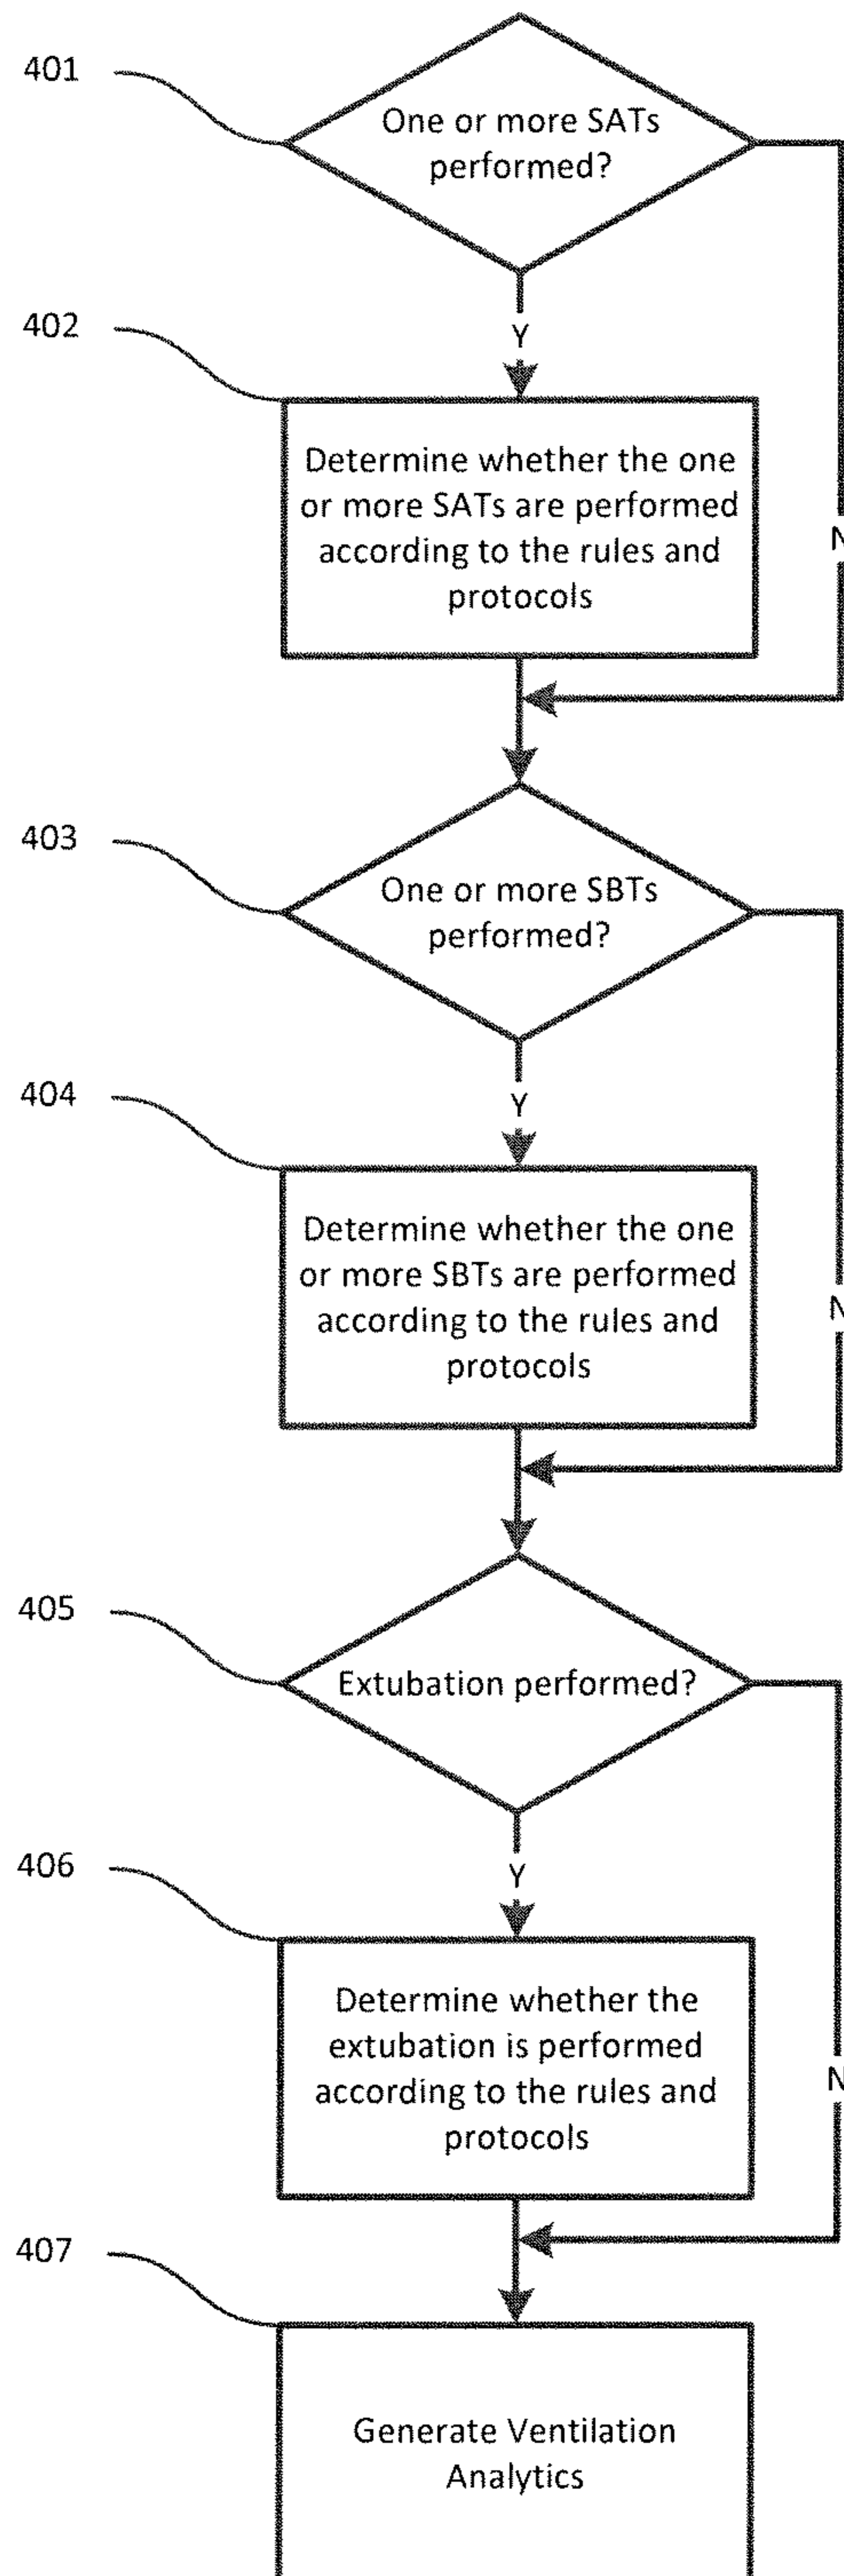 401
One or more SATs
performed?
Y
402
Determine whether the one
or more SATs are performed
according to the rules and
protocols
N
403
One or more SBTs
performed?
Y
404
Determine whether the one
or more SBTs are performed
according to the rules and
protocols
N
405
Extubation performed?
Y
406
Determine whether the
extubation is performed
according to the rules and
protocols
N
407
Generate Ventilation
Analytics